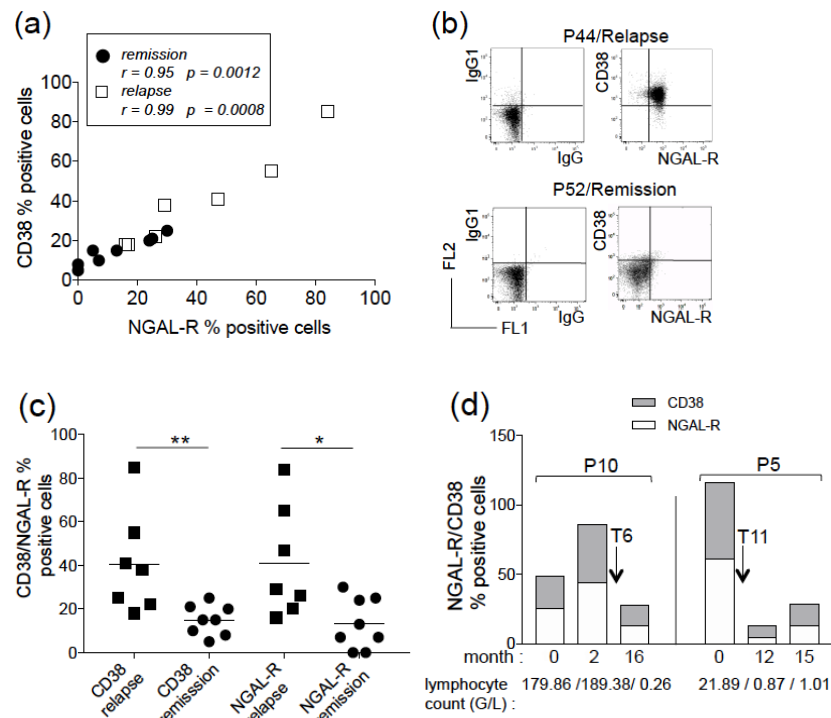 (a)
remission
r = 0.95 p = 0.0012
relapse
r = 0.99 p = 0.0008
CD38 % positive cells
100
80
60
40
20
0
0 20 40 60 80 100
NGAL-R % positive cells
(b)
P44/Relapse
IgG1
IgG
CD38
NGAL-R
P52/Remission
IgG1
IgG
CD38
NGAL-R
FL2
FL1
(c)
CD38/NGAL-R %
positive cells
100
80
60
40
20
0
**
*
CD38
relapse
CD38
remisssion
NGAL-R
relapse
NGAL-R
remission
(d)
CD38
NGAL-R
NGAL-R/CD38
% positive cells
150
100
50
0
P10
P5
T6
T11
month : 0 2 16 0 12 15
lymphocyte 179.86 /189.38/ 0.26 21.89 / 0.87 / 1.01
count (G/L) :